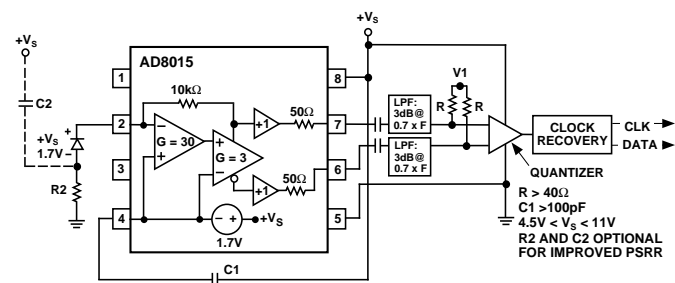 +VS
C2
+VS
1.7V
+
–
R2
AD8015
1
2
3
4
10kΩ
–
+
G = 30
+
–
G = 3
+1
50Ω
+1
50Ω
– +
+VS
1.7V
8
7
6
5
C1
+VS
LPF:
3dB@
0.7 x F
LPF:
3dB@
0.7 x F
V1
R
R
QUANTIZER
CLOCK
RECOVERY
CLK
DATA
R > 40Ω
C1 >100pF
4.5V < VS < 11V
R2 AND C2 OPTIONAL
FOR IMPROVED PSRR